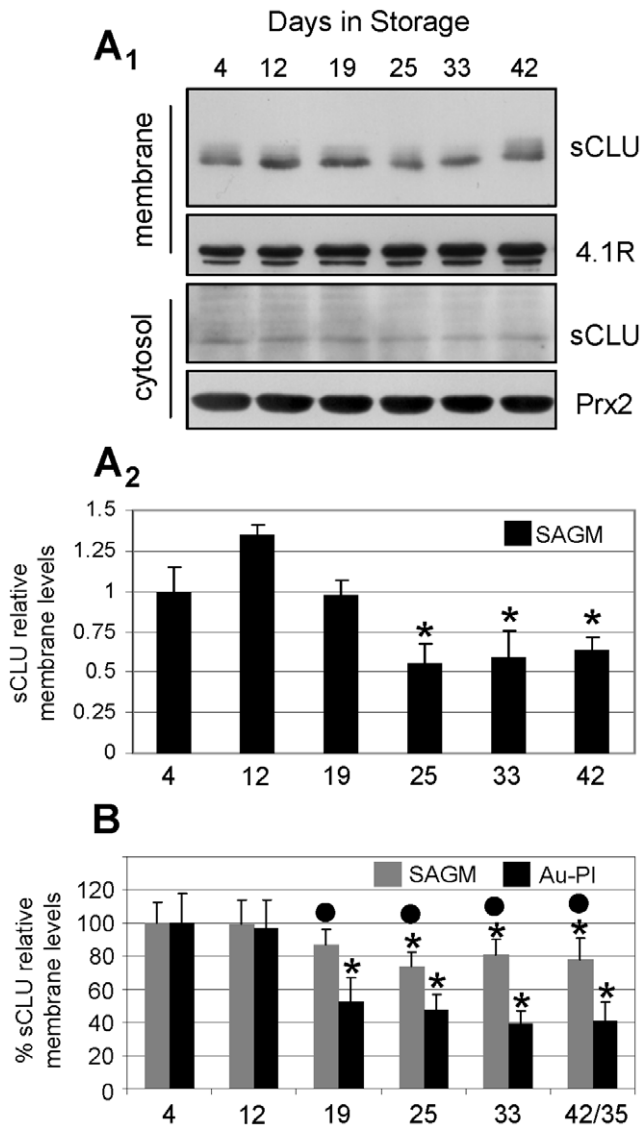 Days in Storage
A1
4 12 19 25 33 42
membrane
sCLU
4.1R
cytosol
sCLU
Prx2
A2
sCLU relative
membrane levels
1.5
1.25
1
0.75
0.5
0.25
0
SAGM
* * *
4 12 19 25 33 42
B
% sCLU relative
membrane levels
120
100
80
60
40
20
0
SAGM Au-Pl
* * * * * * *
4 12 19 25 33 42/35